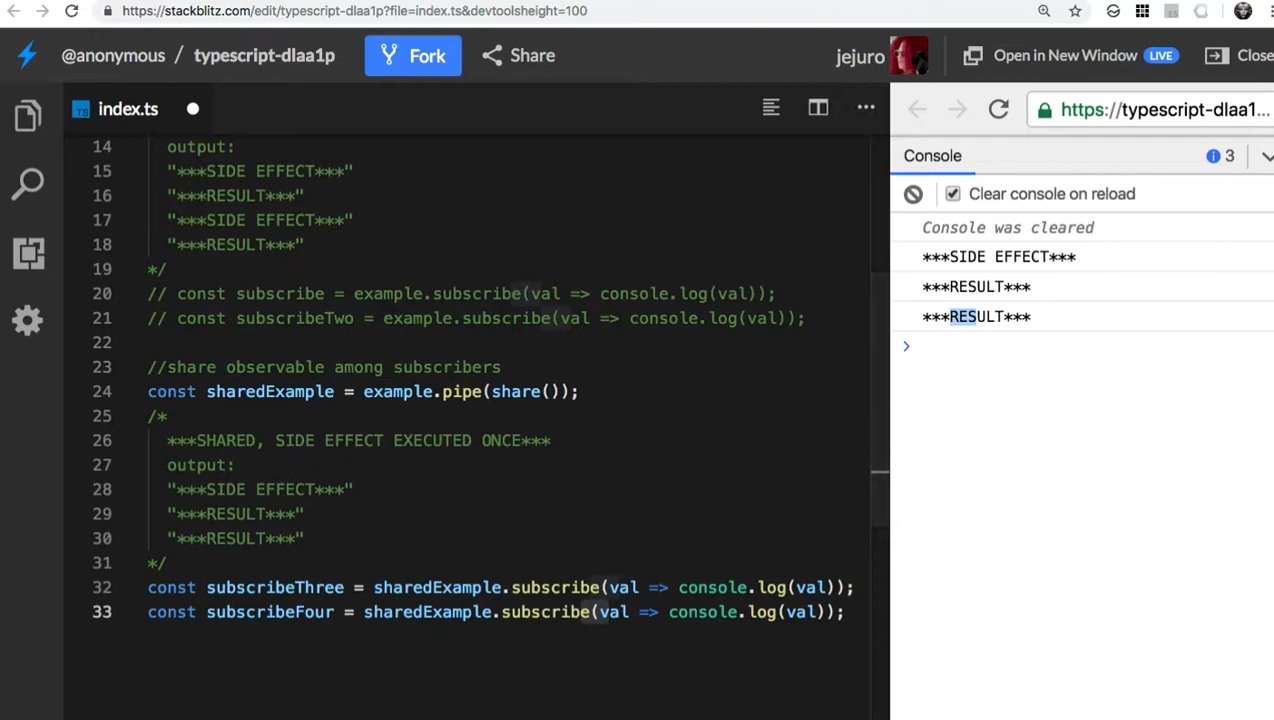 https://stackblitz.com/edit/typescript-dlaa1p?file=index.ts&devtoolsheight=100
@anonymous / typescript-dlaa1p Fork Share jejuro Open in New Window LIVE Close
TS index.ts
https://typescript-dlaa1...
14 output:
15 "***SIDE EFFECT***"
16 "***RESULT***"
17 "***SIDE EFFECT***"
18 "***RESULT***"
19 */
20 // const subscribe = example.subscribe(val => console.log(val));
21 // const subscribeTwo = example.subscribe(val => console.log(val));
22
23 //share observable among subscribers
24 const sharedExample = example.pipe(share());
25 /*
26 ***SHARED, SIDE EFFECT EXECUTED ONCE***
27 output:
28 "***SIDE EFFECT***"
29 "***RESULT***"
30 "***RESULT***"
31 */
32 const subscribeThree = sharedExample.subscribe(val => console.log(val));
33 const subscribeFour = sharedExample.subscribe(val => console.log(val));
Console 3
Clear console on reload
Console was cleared
***SIDE EFFECT***
***RESULT***
***RESULT***